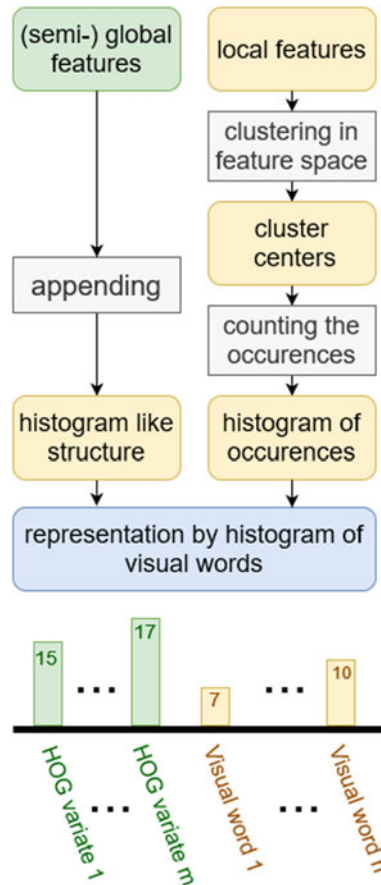 (semi-) global
features
local features
clustering in
feature space
cluster
centers
appending
counting the
occurences
histogram like
structure
histogram of
occurences
representation by histogram of
visual words
15
17
7
10
HOG variate 1
HOG variate m
Visual word 1
Visual word n